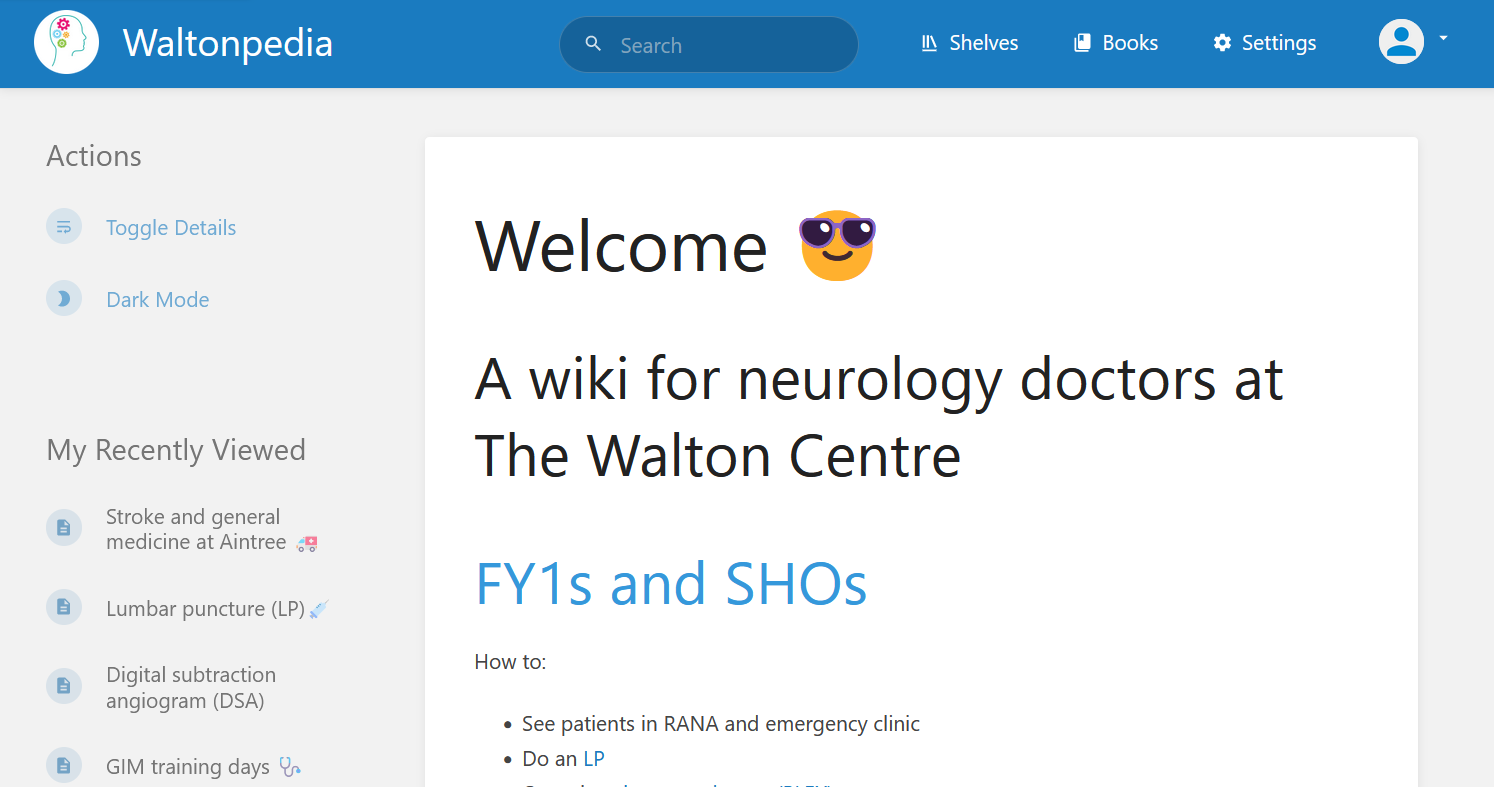 Waltonpedia
Search
Shelves
Books
Settings
Actions
Toggle Details
Dark Mode
My Recently Viewed
Stroke and general
medicine at Aintree 🚑
Lumbar puncture (LP)💉
Digital subtraction
angiogram (DSA)
GIM training days 🩺
Welcome 😎
A wiki for neurology doctors at
The Walton Centre
FY1s and SHOs
How to:
• See patients in RANA and emergency clinic
• Do an LP